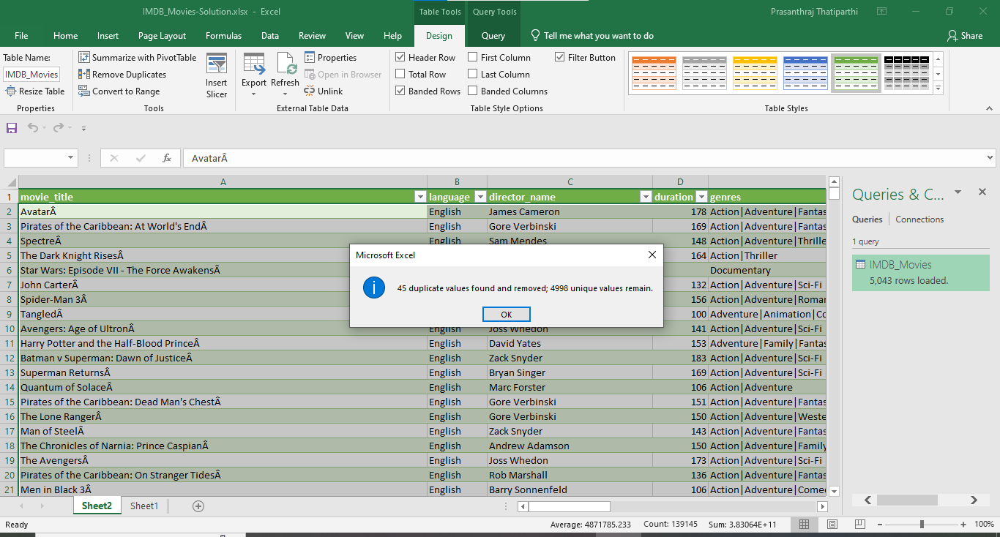 IMDB_Movies-Solution.xlsx - Excel
Table Tools
Query Tools
Prasanthraj Thatiparthi
File Home Insert Page Layout Formulas Data Review View Help Design Query Tell me what you want to do Share
Table Name:
IMDB_Movies
Resize Table
Properties
Summarize with PivotTable
Remove Duplicates
Convert to Range
Insert
Slicer
Tools
Export
Refresh
Properties
Open in Browser
Unlink
External Table Data
Header Row First Column Filter Button
Total Row Last Column
Banded Rows Banded Columns
Table Style Options
Table Styles
fx AvatarÂ
A B C D
1 movie_title language director_name duration genres
2 AvatarÂ English James Cameron 178 Action|Adventure|Fantas
3 Pirates of the Caribbean: At World's EndÂ English Gore Verbinski 169 Action|Adventure|Fantas
4 SpectreÂ English Sam Mendes 148 Action|Adventure|Thrille
5 The Dark Knight RisesÂ 164 Action|Thriller
6 Star Wars: Episode VII - The Force AwakensÂ Documentary
7 John CarterÂ 132 Action|Adventure|Sci-Fi
8 Spider-Man 3Â 156 Action|Adventure|Roman
9 TangledÂ 100 Adventure|Animation|Co
10 Avengers: Age of UltronÂ English Joss Whedon 141 Action|Adventure|Sci-Fi
11 Harry Potter and the Half-Blood PrinceÂ English David Yates 153 Adventure|Family|Fantas
12 Batman v Superman: Dawn of JusticeÂ English Zack Snyder 183 Action|Adventure|Sci-Fi
13 Superman ReturnsÂ English Bryan Singer 169 Action|Adventure|Sci-Fi
14 Quantum of SolaceÂ English Marc Forster 106 Action|Adventure
15 Pirates of the Caribbean: Dead Man's ChestÂ English Gore Verbinski 151 Action|Adventure|Fantas
16 The Lone RangerÂ English Gore Verbinski 150 Action|Adventure|Weste
17 Man of SteelÂ English Zack Snyder 143 Action|Adventure|Fantas
18 The Chronicles of Narnia: Prince CaspianÂ English Andrew Adamson 150 Action|Adventure|Family
19 The AvengersÂ English Joss Whedon 173 Action|Adventure|Sci-Fi
20 Pirates of the Caribbean: On Stranger TidesÂ English Rob Marshall 136 Action|Adventure|Fantas
21 Men in Black 3Â English Barry Sonnenfeld 106 Action|Adventure|Come
Microsoft Excel
45 duplicate values found and removed; 4998 unique values remain.
OK
Queries & C...
Queries Connections
1 query
IMDB_Movies
5,043 rows loaded.
Sheet2 Sheet1
Ready Average: 4871785.233 Count: 139145 Sum: 3.83064E+11 100%